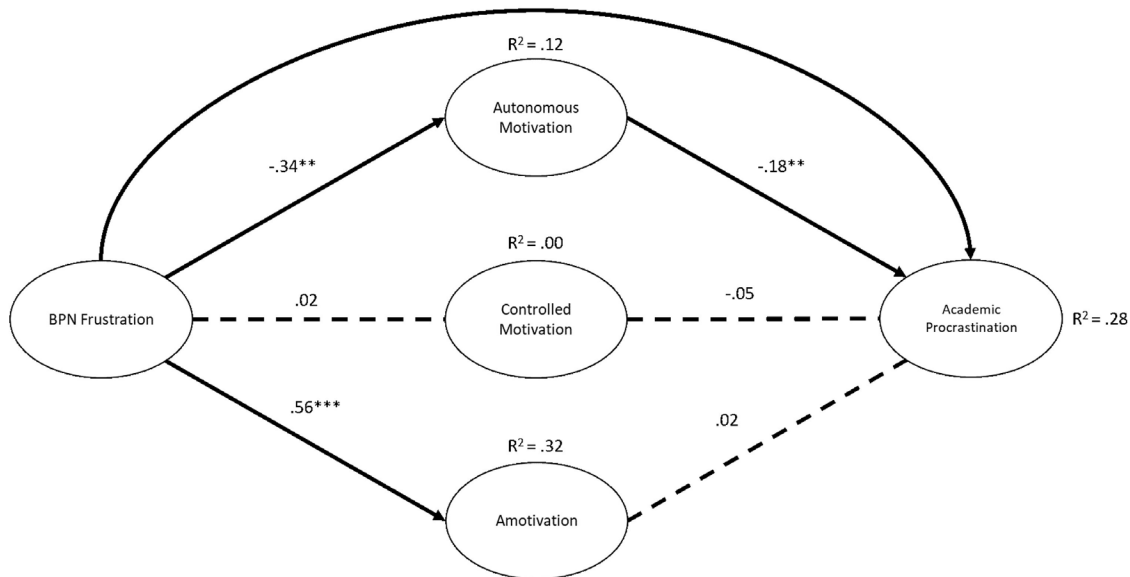 R² = .12
Autonomous
Motivation
-.34**
-.18**
R² = .00
BPN Frustration
.02
Controlled
Motivation
-.05
Academic
Procrastination
R² = .28
.56***
.02
R² = .32
Amotivation